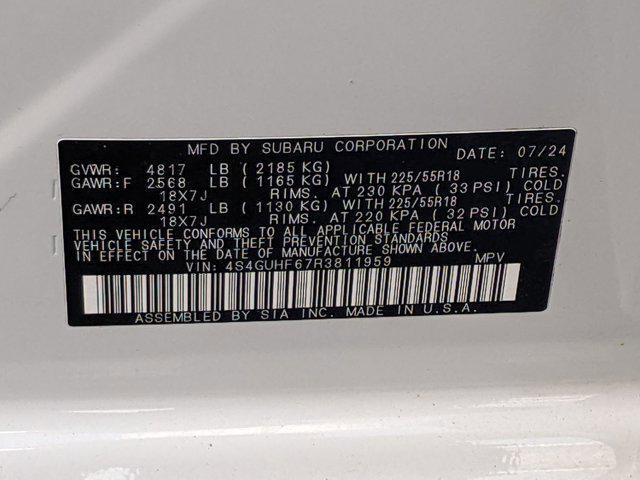 MFD BY SUBARU CORPORATION DATE: 07/24
GVWR: 4817 LB ( 2185 KG)
GAWR:F 2568 LB ( 1165 KG) WITH 225/55R18 TIRES.
18X7J RIMS. AT 230 KPA ( 33 PSI) COLD
GAWR:R 2491 LB ( 1130 KG) WITH 225/55R18 TIRES.
18X7J RIMS. AT 220 KPA ( 32 PSI) COLD
THIS VEHICLE CONFORMS TO ALL APPLICABLE FEDERAL MOTOR
VEHICLE SAFETY AND THEFT PREVENTION STANDARDS
IN EFFECT ON THE DATE OF MANUFACTURE SHOWN ABOVE.
VIN: 4S4GUHF67R3811959 MPV
ASSEMBLED BY SIA INC. MADE IN U.S.A.